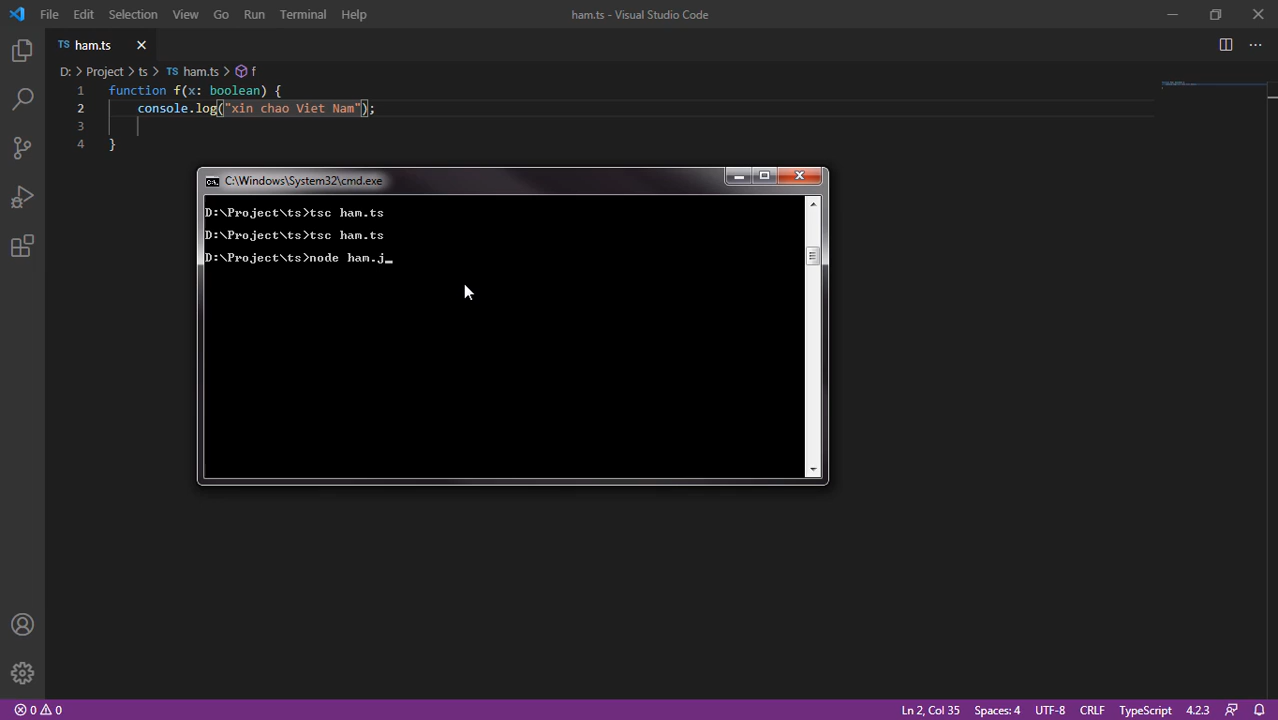 File Edit Selection View Go Run Terminal Help
ham.ts - Visual Studio Code
TS ham.ts
D: > Project > ts > TS ham.ts > f
1 function f(x: boolean) {
2 console.log("xin chao Viet Nam");
3
4 }
C:\Windows\System32\cmd.exe
D:\Project\ts>tsc ham.ts
D:\Project\ts>tsc ham.ts
D:\Project\ts>node ham.j_
0 0
Ln 2, Col 35 Spaces: 4 UTF-8 CRLF TypeScript 4.2.3